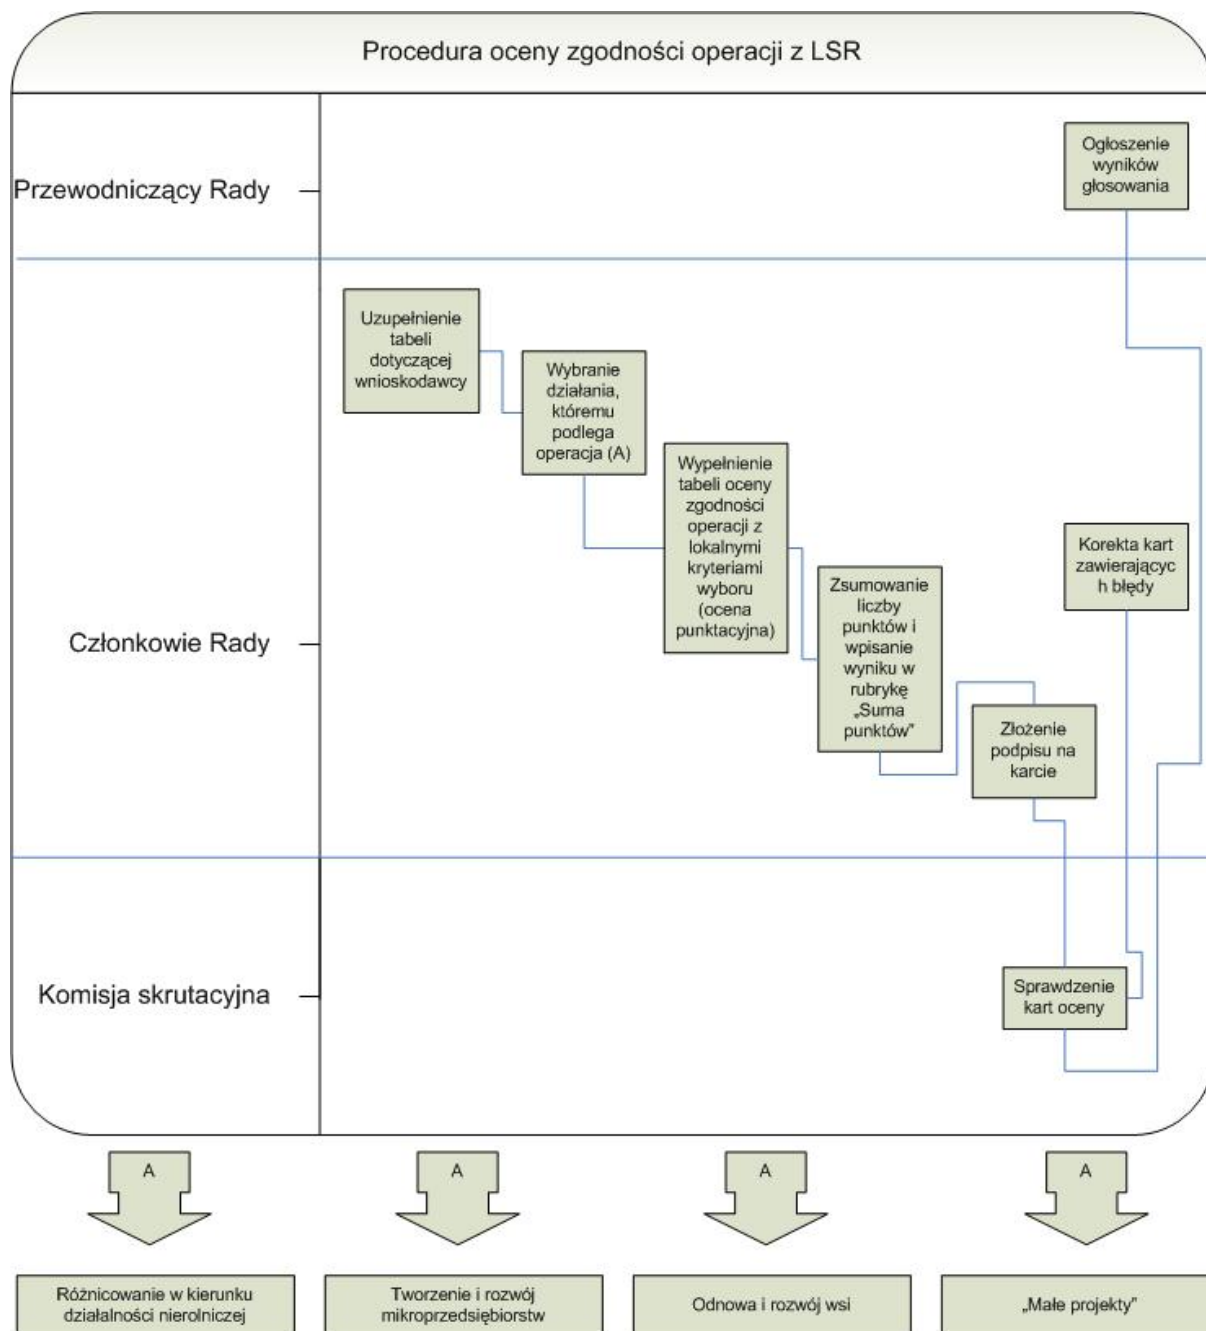 Procedura oceny zgodności operacji z LSR
Przewodniczący Rady
Ogłoszenie
wyników
głosowania
Członkowie Rady
Uzupełnienie
tabeli
dotyczącej
wnioskodawcy
Wybranie
działania,
któremu
podlega
operacja (A)
Wypełnienie
tabeli oceny
zgodności
operacji z
lokalnymi
kryteriami
wyboru
(ocena
punktacyjna)
Zsumowanie
liczby
punktów i
wpisanie
wyniku w
rubrykę
„Suma
punktów”
Złożenie
podpisu na
karcie
Korekta kart
zawierającyc
h błędy
Komisja skrutacyjna
Sprawdzenie
kart oceny
A
A
A
A
Różnicowanie w kierunku
działalności nierolniczej
Tworzenie i rozwój
mikroprzedsiębiorstw
Odnowa i rozwój wsi
„Małe projekty”